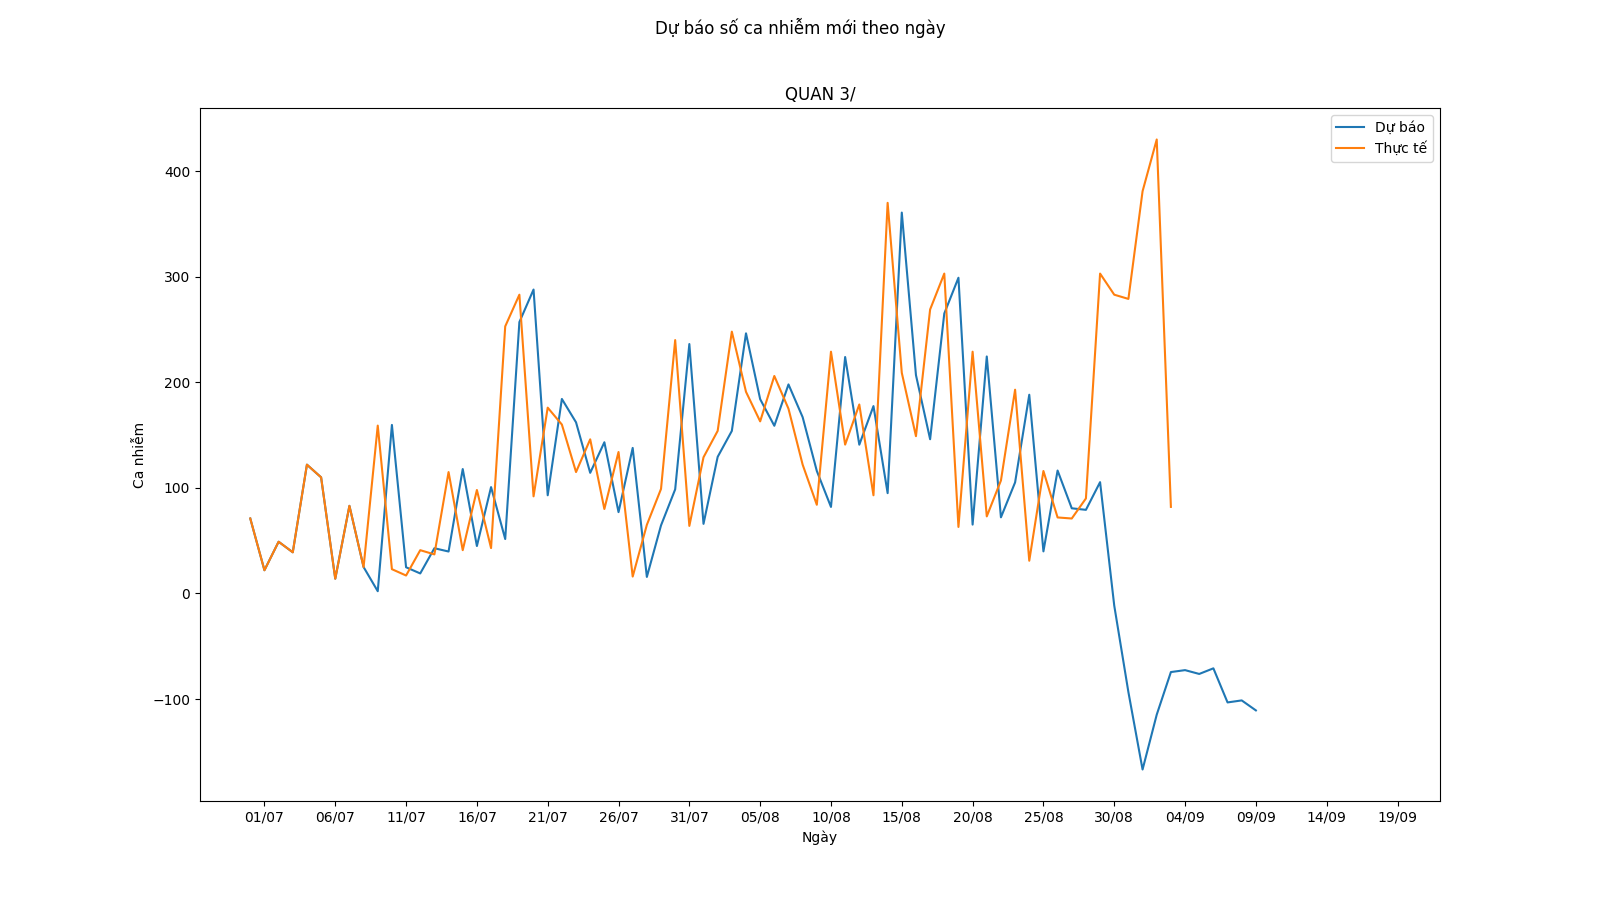 Dự báo số ca nhiễm mới theo ngày
QUAN 3/
Dự báo
Thực tế
400
300
200
100
0
−100
Ca nhiễm
01/07 06/07 11/07 16/07 21/07 26/07 31/07 05/08 10/08 15/08 20/08 25/08 30/08 04/09 09/09 14/09 19/09
Ngày